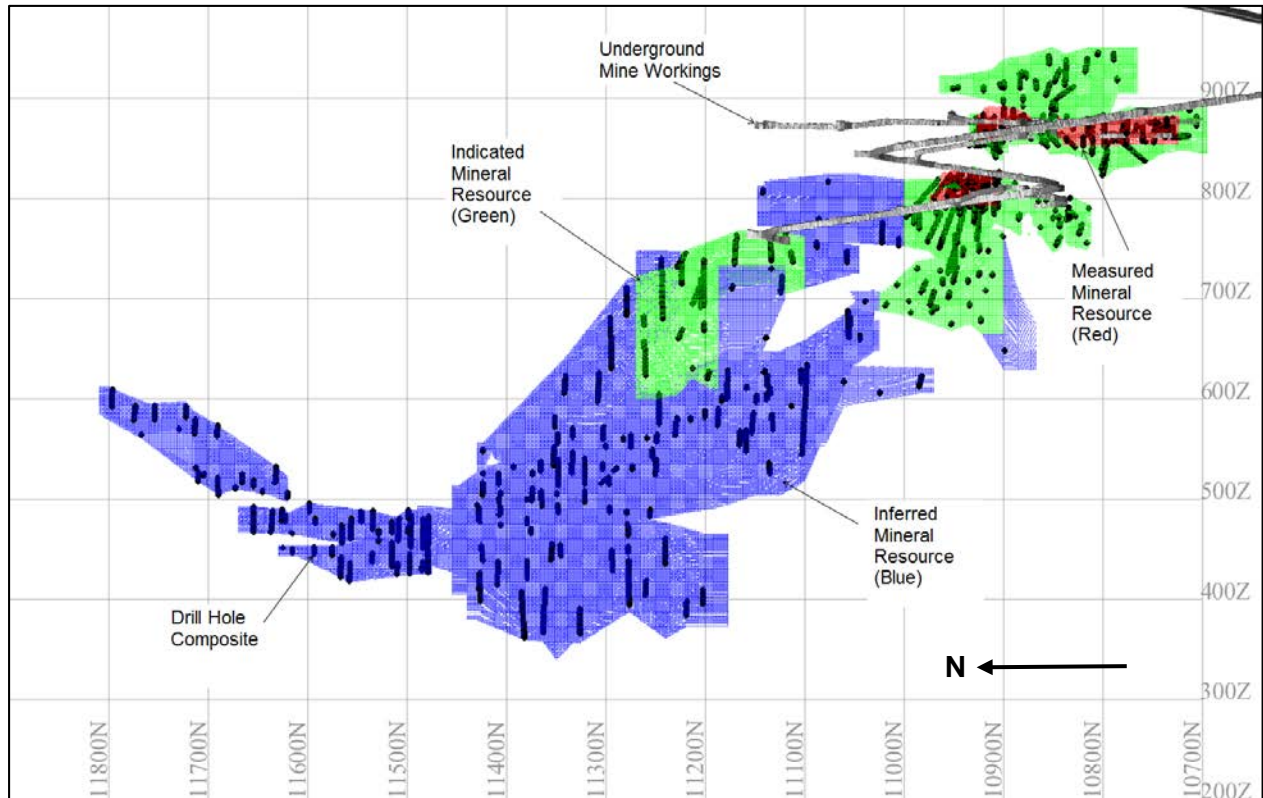 Underground
Mine Workings
900Z
Indicated
Mineral
Resource
(Green)
800Z
Measured
Mineral
Resource
(Red)
700Z
600Z
500Z
Inferred
Mineral
Resource
(Blue)
Drill Hole
Composite
400Z
N
300Z
11800N
11700N
11600N
11500N
11400N
11300N
11200N
11100N
11000N
10900N
10800N
10700N
200Z